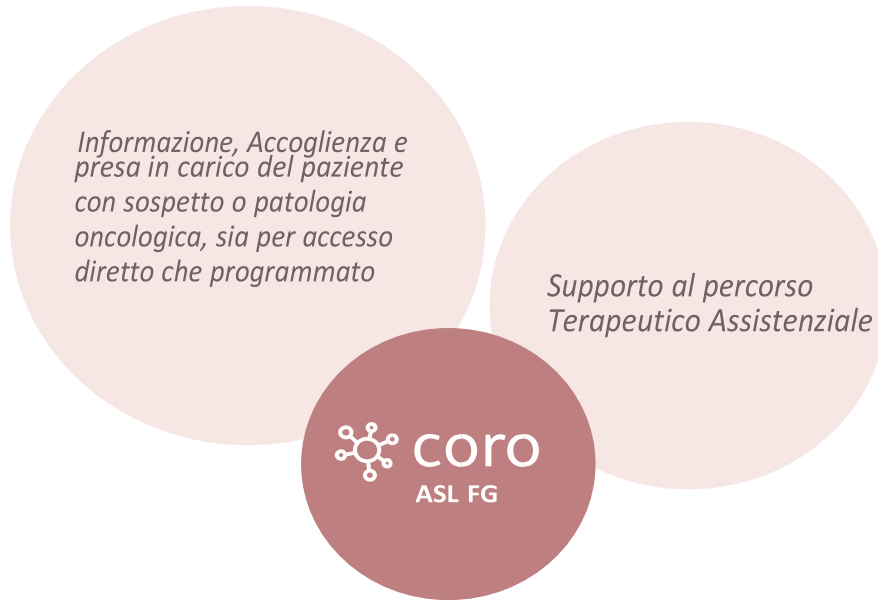 Informazione, Accoglienza e
presa in carico del paziente
con sospetto o patologia
oncologica, sia per accesso
diretto che programmato
Supporto al percorso
Terapeutico Assistenziale
coro
ASL FG